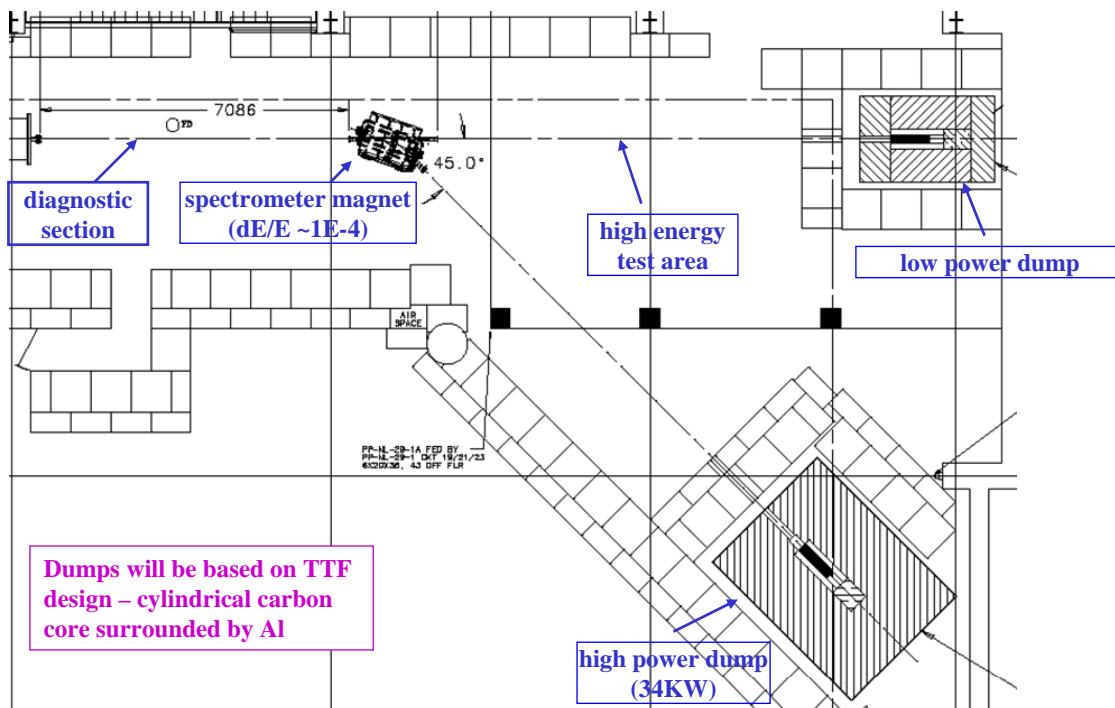 7086
FD
45.0°
diagnostic
section
spectrometer magnet
(dE/E ~1E-4)
high energy
test area
low power dump
AIR
SPACE
PP-NL-29-1A FED BY
PP-NL-29-1 CKT 19/21/23
6X20X36, 43 OFF FLR
Dumps will be based on TTF
design – cylindrical carbon
core surrounded by Al
high power dump
(34KW)